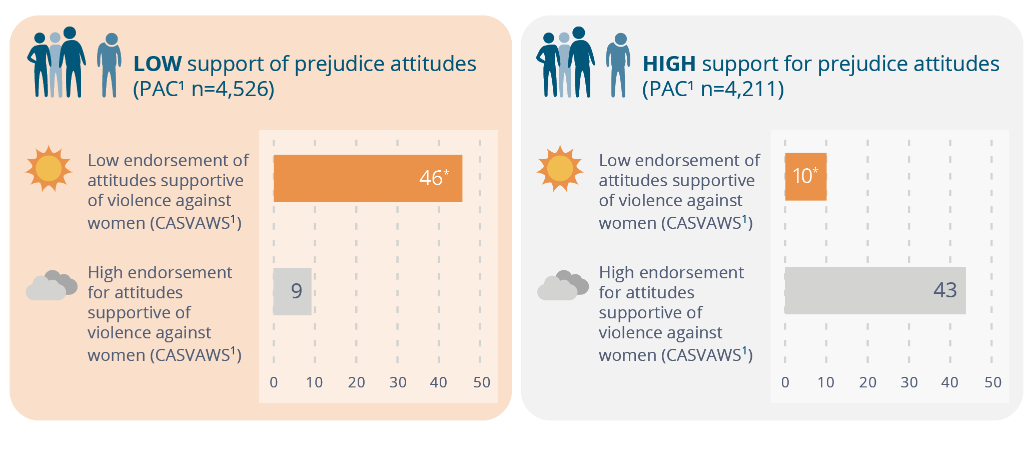 LOW support of prejudice attitudes
(PAC¹ n=4,526)
Low endorsement of
attitudes supportive
of violence against
women (CASVAWS¹)
46*
High endorsement
for attitudes
supportive of
violence against
women (CASVAWS¹)
9
0 10 20 30 40 50
HIGH support for prejudice attitudes
(PAC¹ n=4,211)
Low endorsement of
attitudes supportive
of violence against
women (CASVAWS¹)
10*
High endorsement
for attitudes
supportive of
violence against
women (CASVAWS¹)
43
0 10 20 30 40 50